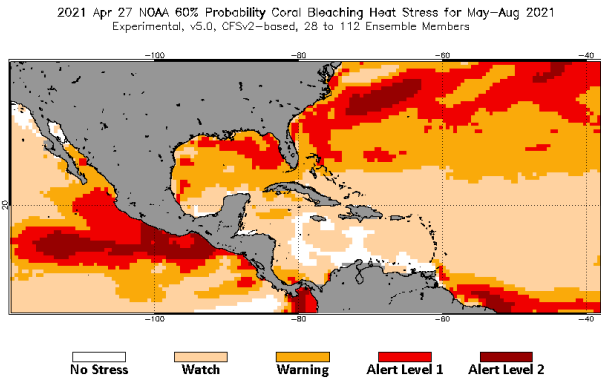 2021 Apr 27 NOAA 60% Probability Coral Bleaching Heat Stress for May-Aug 2021
Experimental, v5.0, CFSv2-based, 28 to 112 Ensemble Members
-100 -80 -60 -40
20 20
-100 -80 -60 -40
No Stress Watch Warning Alert Level 1 Alert Level 2